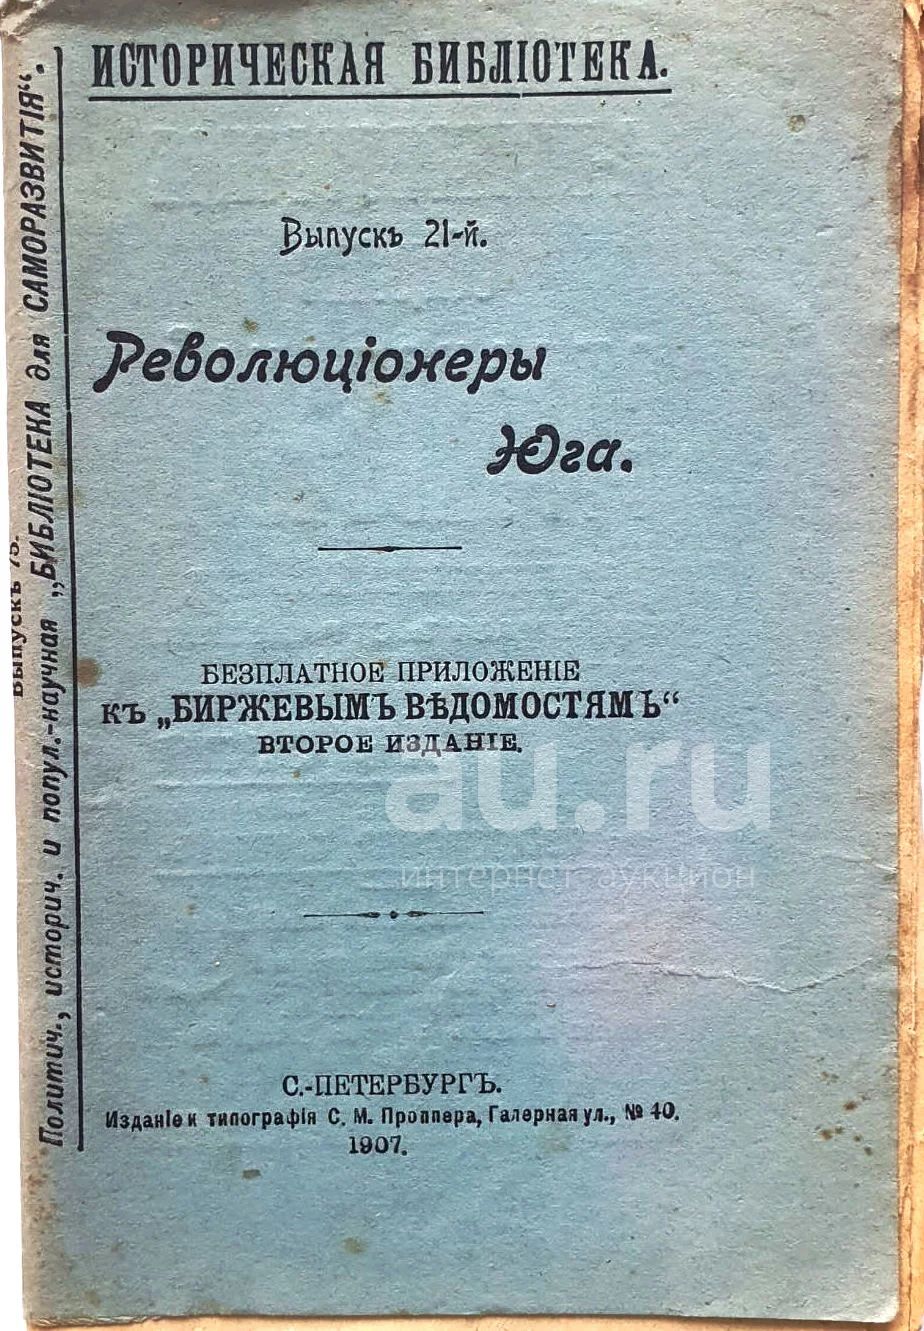 ИСТОРИЧЕСКАЯ БИБЛІОТЕКА.
Выпускъ 21-й.
Революціонеры
Юга.
БЕЗПЛАТНОЕ ПРИЛОЖЕНІЕ
КЪ „БИРЖЕВЫМЪ ВѢДОМОСТЯМЪ“
ВТОРОЕ ИЗДАНІЕ.
au.ru
интернет аукцион
С.-ПЕТЕРБУРГЪ.
Изданіе и типографія С. М. Проппера, Галерная ул., № 40.
1907.
Политич., историч. и попул.-научная „БИБЛІОТЕКА для САМОРАЗВИТІЯ“.
Выпускъ 75.